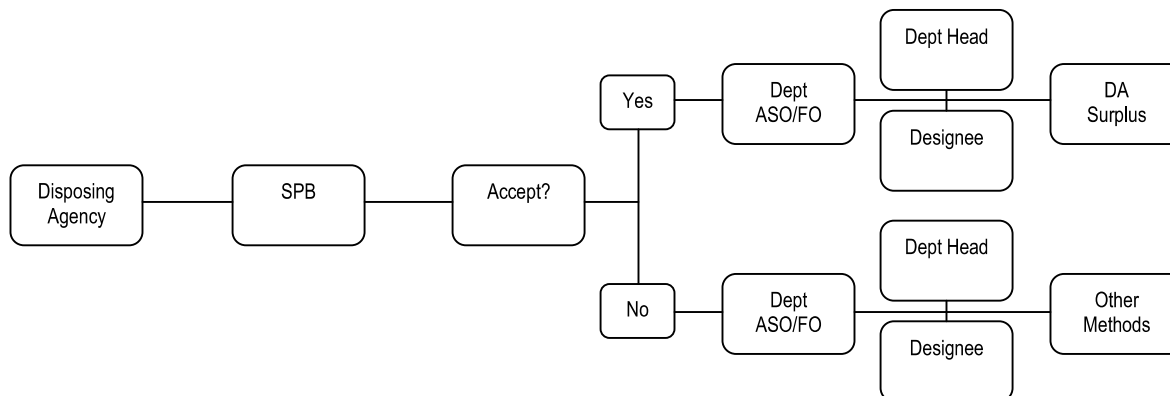 Dept Head
Yes
Dept
ASO/FO
DA
Surplus
Designee
Disposing
Agency
SPB
Accept?
Dept Head
No
Dept
ASO/FO
Other
Methods
Designee